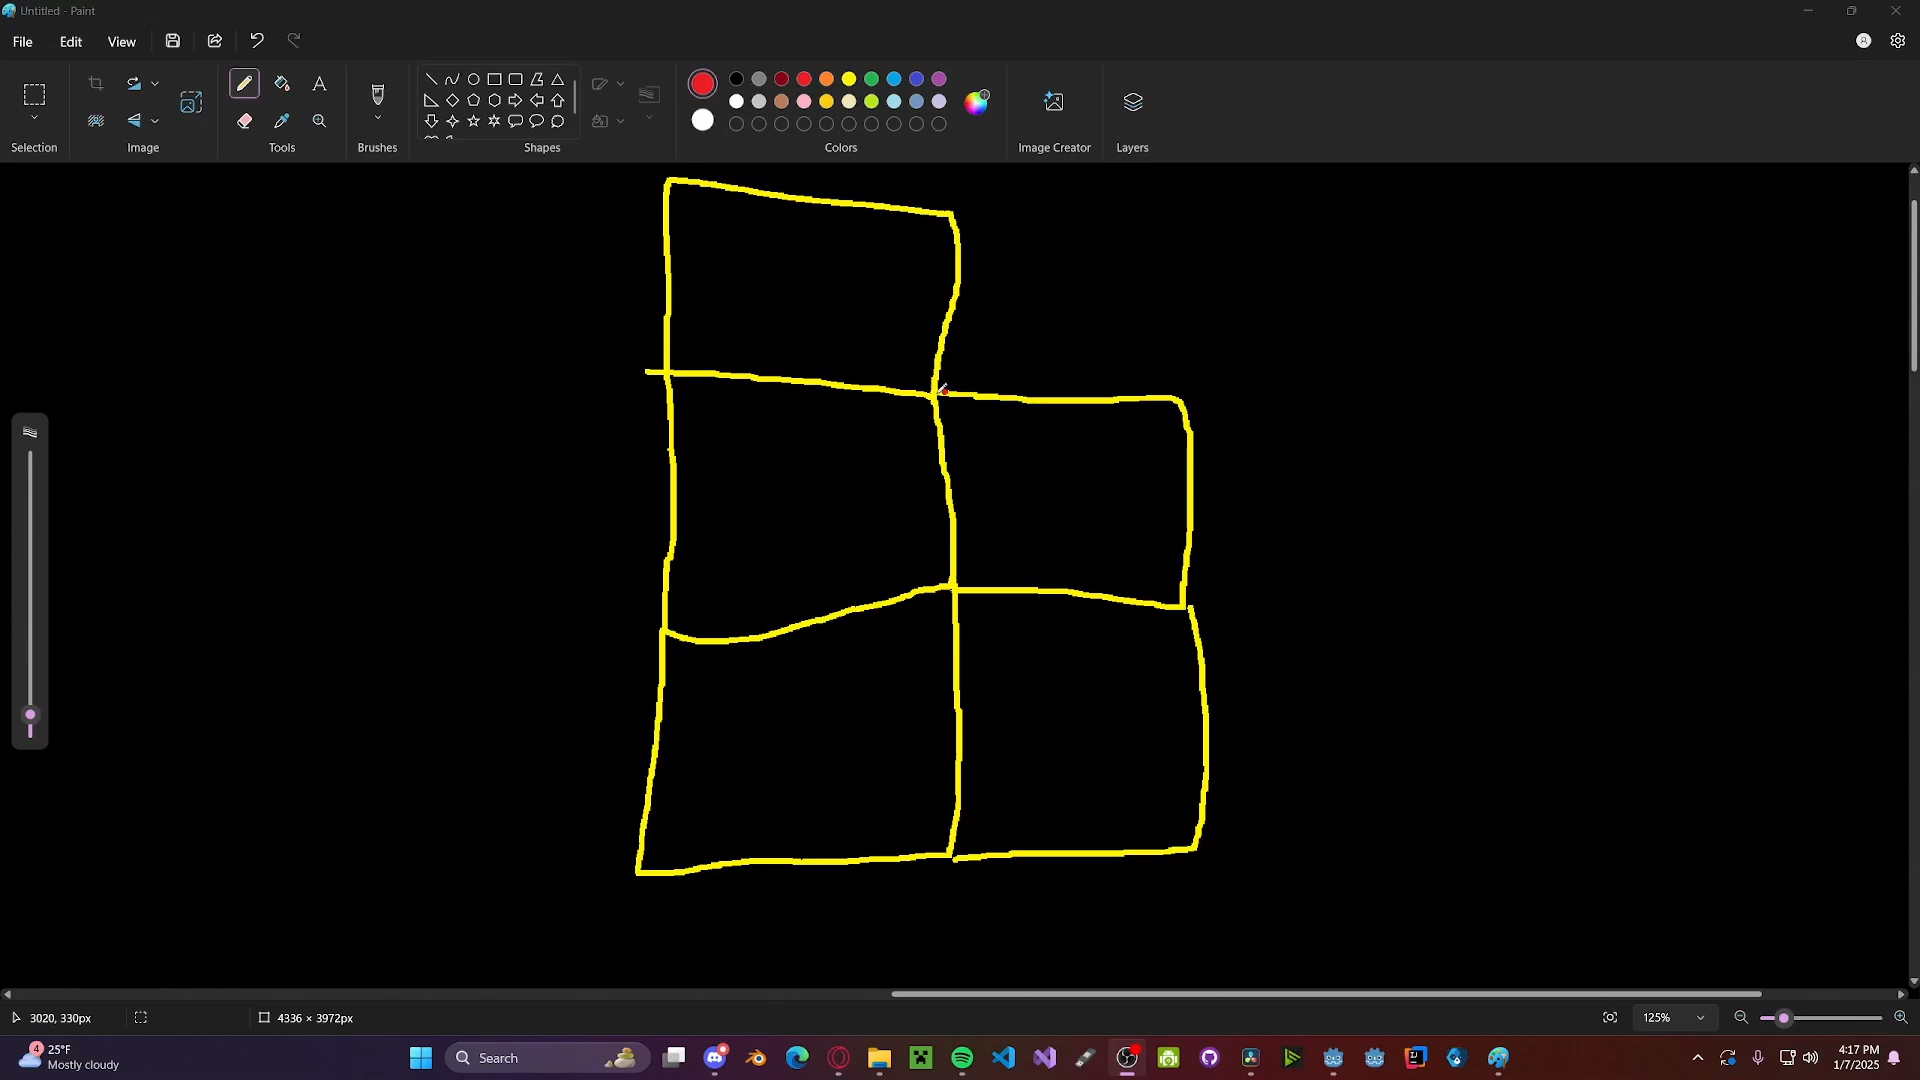 Untitled - Paint
File Edit View
Selection Image Tools Brushes Shapes Colors Image Creator Layers
3020, 330px 4336 × 3972px 125%
4 25°F Search 4:17 PM
Mostly cloudy 1/7/2025